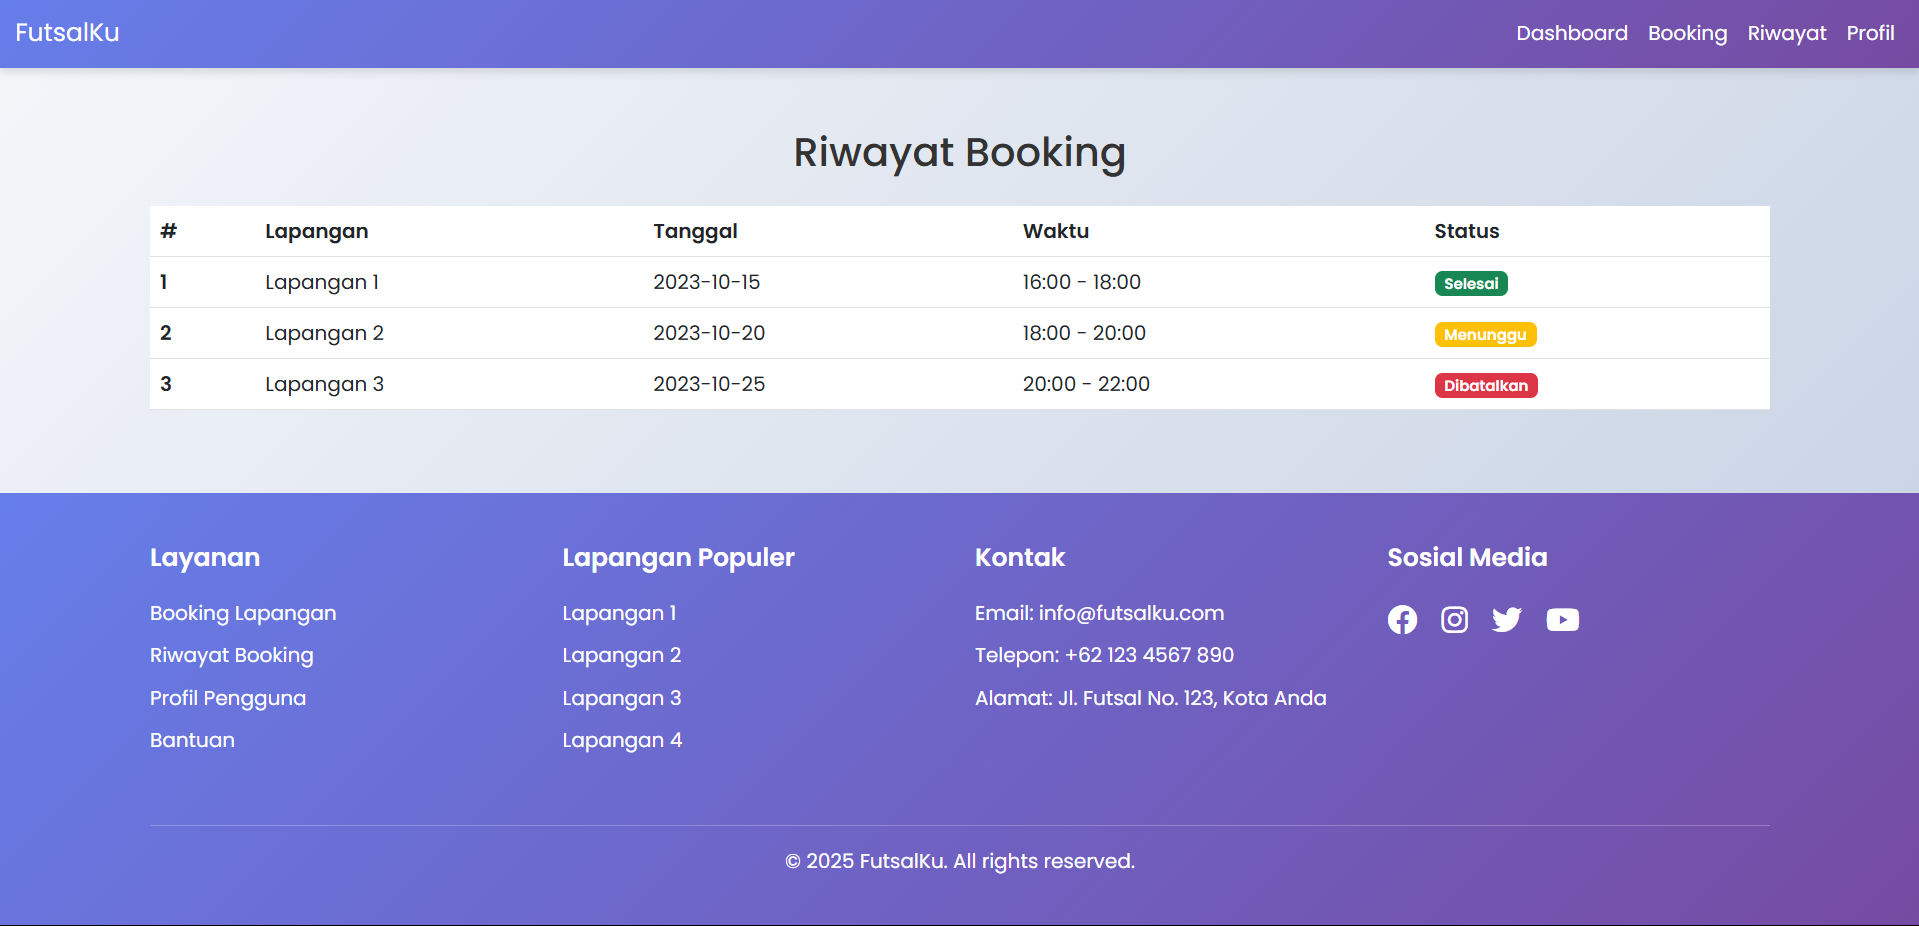 FutsalKu Dashboard Booking Riwayat Profil
Riwayat Booking
# Lapangan Tanggal Waktu Status
1 Lapangan 1 2023-10-15 16:00 - 18:00 Selesai
2 Lapangan 2 2023-10-20 18:00 - 20:00 Menunggu
3 Lapangan 3 2023-10-25 20:00 - 22:00 Dibatalkan
Layanan
Booking Lapangan
Riwayat Booking
Profil Pengguna
Bantuan
Lapangan Populer
Lapangan 1
Lapangan 2
Lapangan 3
Lapangan 4
Kontak
Email: info@futsalku.com
Telepon: +62 123 4567 890
Alamat: Jl. Futsal No. 123, Kota Anda
Sosial Media
© 2025 FutsalKu. All rights reserved.